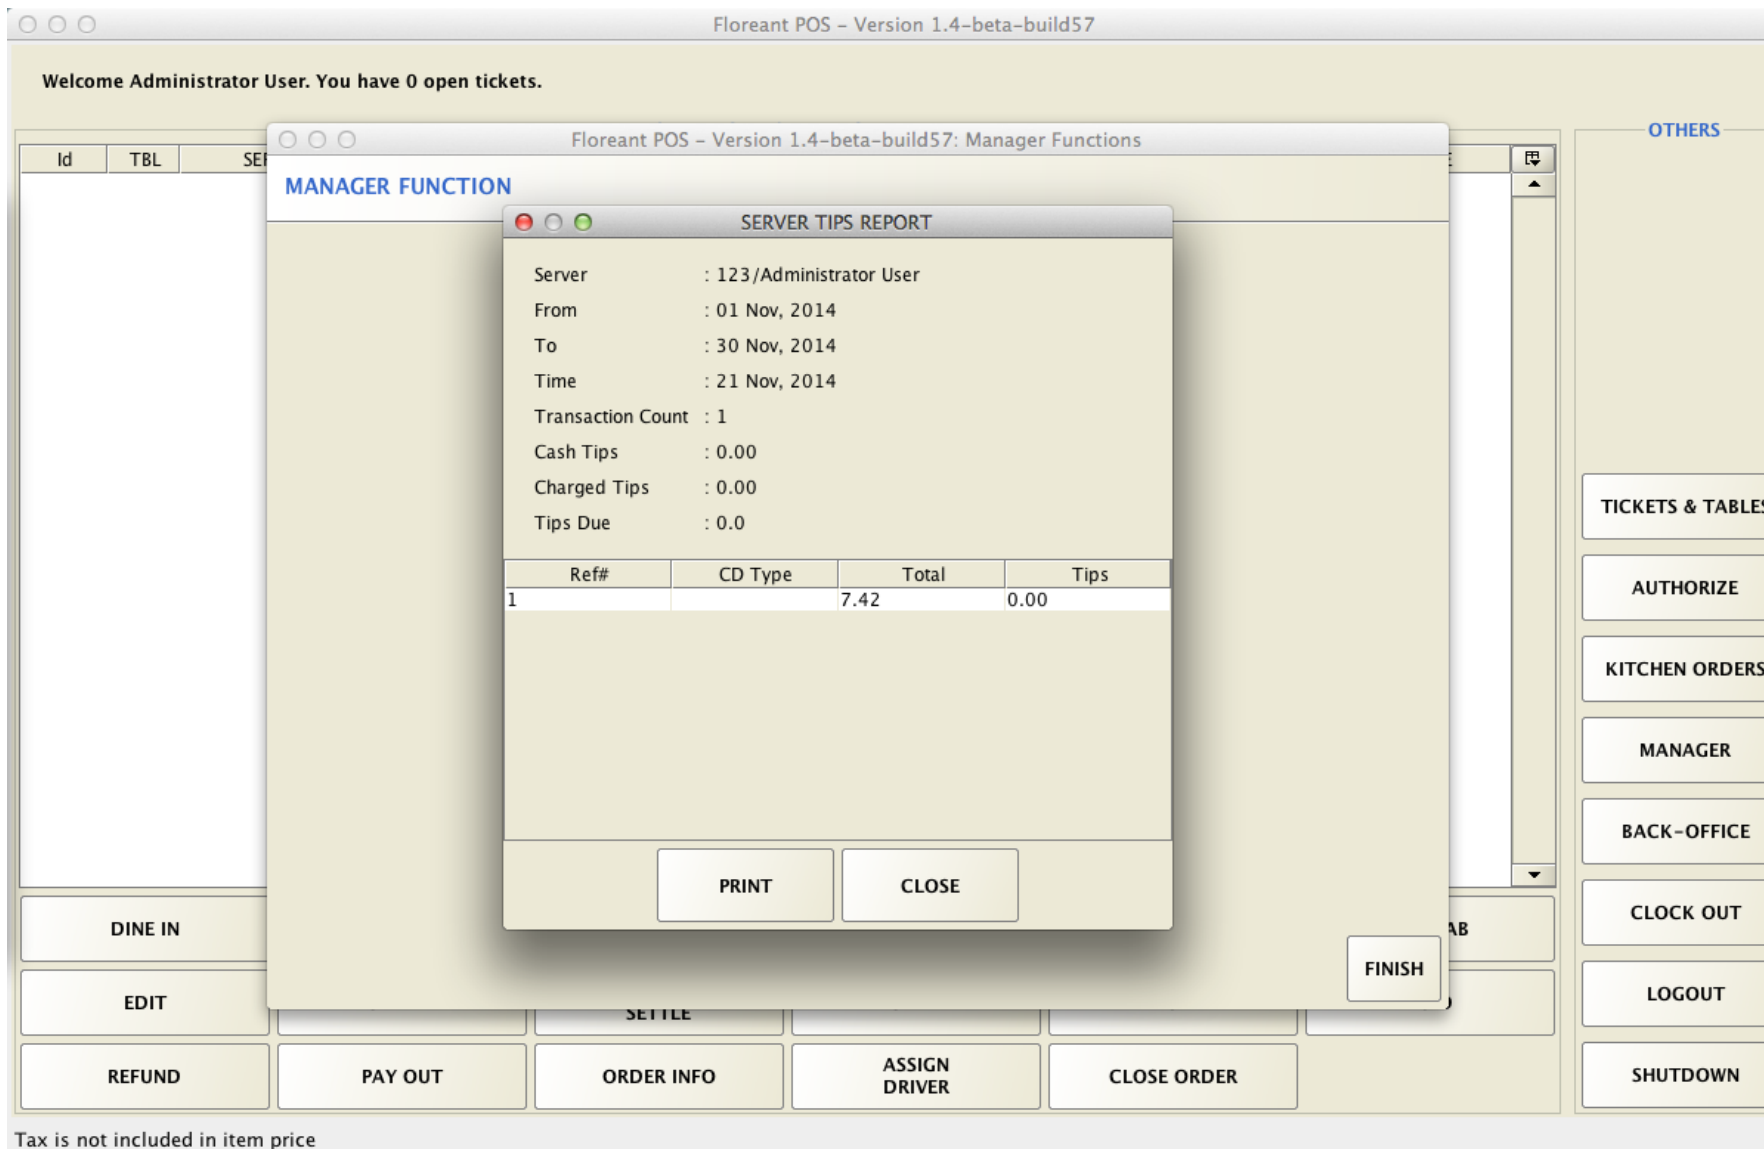 Floreant POS – Version 1.4-beta-build57
Welcome Administrator User. You have 0 open tickets.
OTHERS
Id TBL
Floreant POS – Version 1.4-beta-build57: Manager Functions
MANAGER FUNCTION
SERVER TIPS REPORT
Server : 123/Administrator User
From : 01 Nov, 2014
To : 30 Nov, 2014
Time : 21 Nov, 2014
Transaction Count : 1
Cash Tips : 0.00
Charged Tips : 0.00
Tips Due : 0.0
Ref# CD Type Total Tips
1 7.42 0.00
PRINT CLOSE
FINISH
TICKETS & TABLES
AUTHORIZE
KITCHEN ORDERS
MANAGER
BACK-OFFICE
CLOCK OUT
LOGOUT
SHUTDOWN
DINE IN
EDIT SETTLE
REFUND PAY OUT ORDER INFO ASSIGN DRIVER CLOSE ORDER
Tax is not included in item price